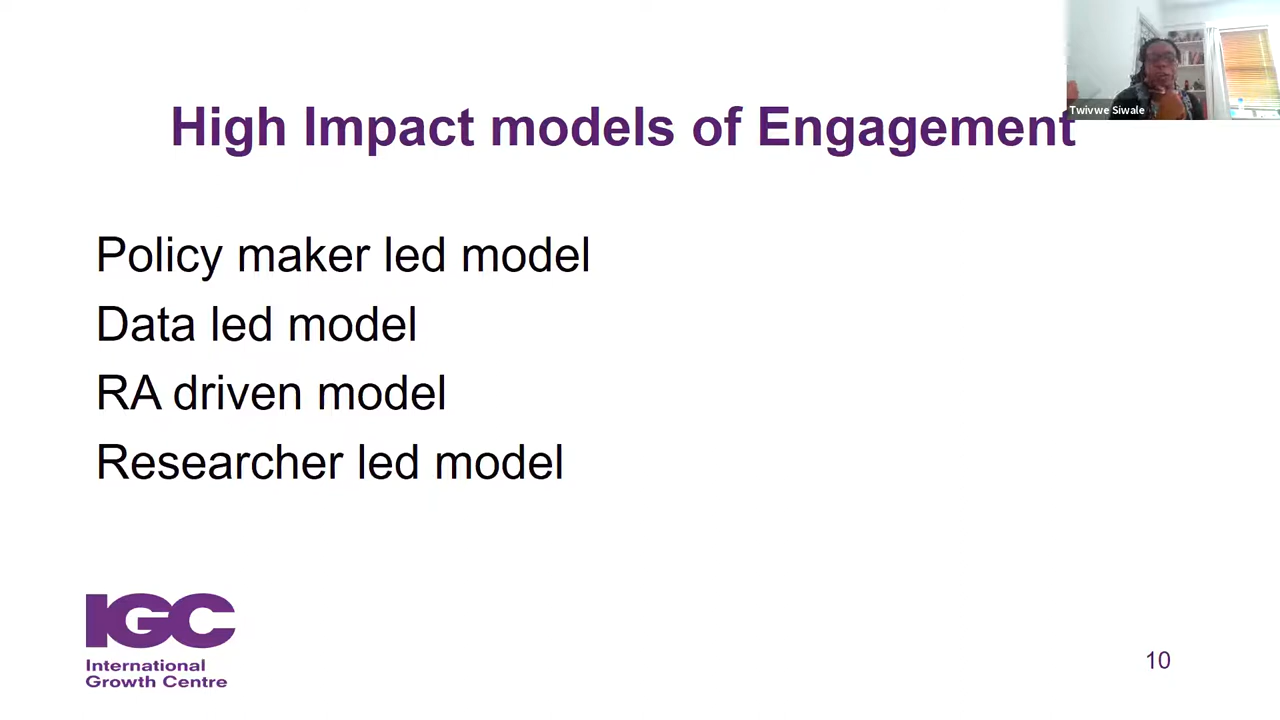 Twivwe Siwale
High Impact models of Engagement
Policy maker led model
Data led model
RA driven model
Researcher led model
IGC
International
Growth Centre
10